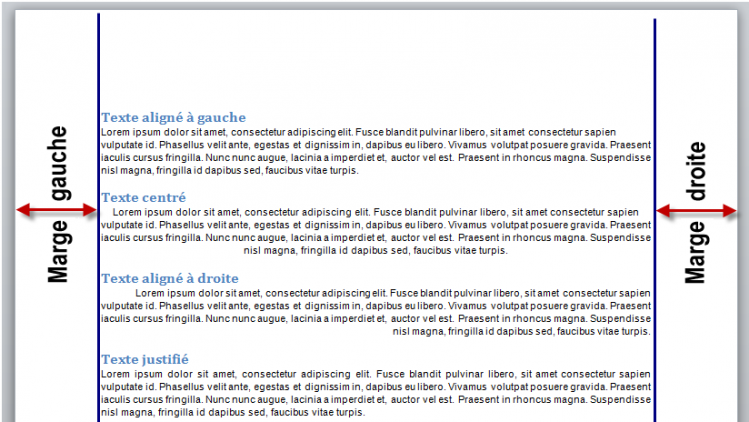 Texte aligné à gauche
Lorem ipsum dolor sit amet, consectetur adipiscing elit. Fusce blandit pulvinar libero, sit amet consectetur sapien
vulputate id. Phasellus velit ante, egestas et dignissim in, dapibus eu libero. Vivamus volutpat posuere gravida. Praesent
iaculis cursus fringilla. Nunc nunc augue, lacinia a imperdiet et, auctor vel est. Praesent in rhoncus magna. Suspendisse
nisl magna, fringilla id dapibus sed, faucibus vitae turpis.
Texte centré
Lorem ipsum dolor sit amet, consectetur adipiscing elit. Fusce blandit pulvinar libero, sit amet consectetur sapien
vulputate id. Phasellus velit ante, egestas et dignissim in, dapibus eu libero. Vivamus volutpat posuere gravida. Praesent
iaculis cursus fringilla. Nunc nunc augue, lacinia a imperdiet et, auctor vel est. Praesent in rhoncus magna. Suspendisse
nisl magna, fringilla id dapibus sed, faucibus vitae turpis.
Texte aligné à droite
Lorem ipsum dolor sit amet, consectetur adipiscing elit. Fusce blandit pulvinar libero, sit amet consectetur sapien
vulputate id. Phasellus velit ante, egestas et dignissim in, dapibus eu libero. Vivamus volutpat posuere gravida. Praesent
iaculis cursus fringilla. Nunc nunc augue, lacinia a imperdiet et, auctor vel est. Praesent in rhoncus magna. Suspendisse
nisl magna, fringilla id dapibus sed, faucibus vitae turpis.
Texte justifié
Lorem ipsum dolor sit amet, consectetur adipiscing elit. Fusce blandit pulvinar libero, sit amet consectetur sapien
vulputate id. Phasellus velit ante, egestas et dignissim in, dapibus eu libero. Vivamus volutpat posuere gravida. Praesent
iaculis cursus fringilla. Nunc nunc augue, lacinia a imperdiet et, auctor vel est. Praesent in rhoncus magna. Suspendisse
nisl magna, fringilla id dapibus sed, faucibus vitae turpis.
Marge gauche
Marge droite